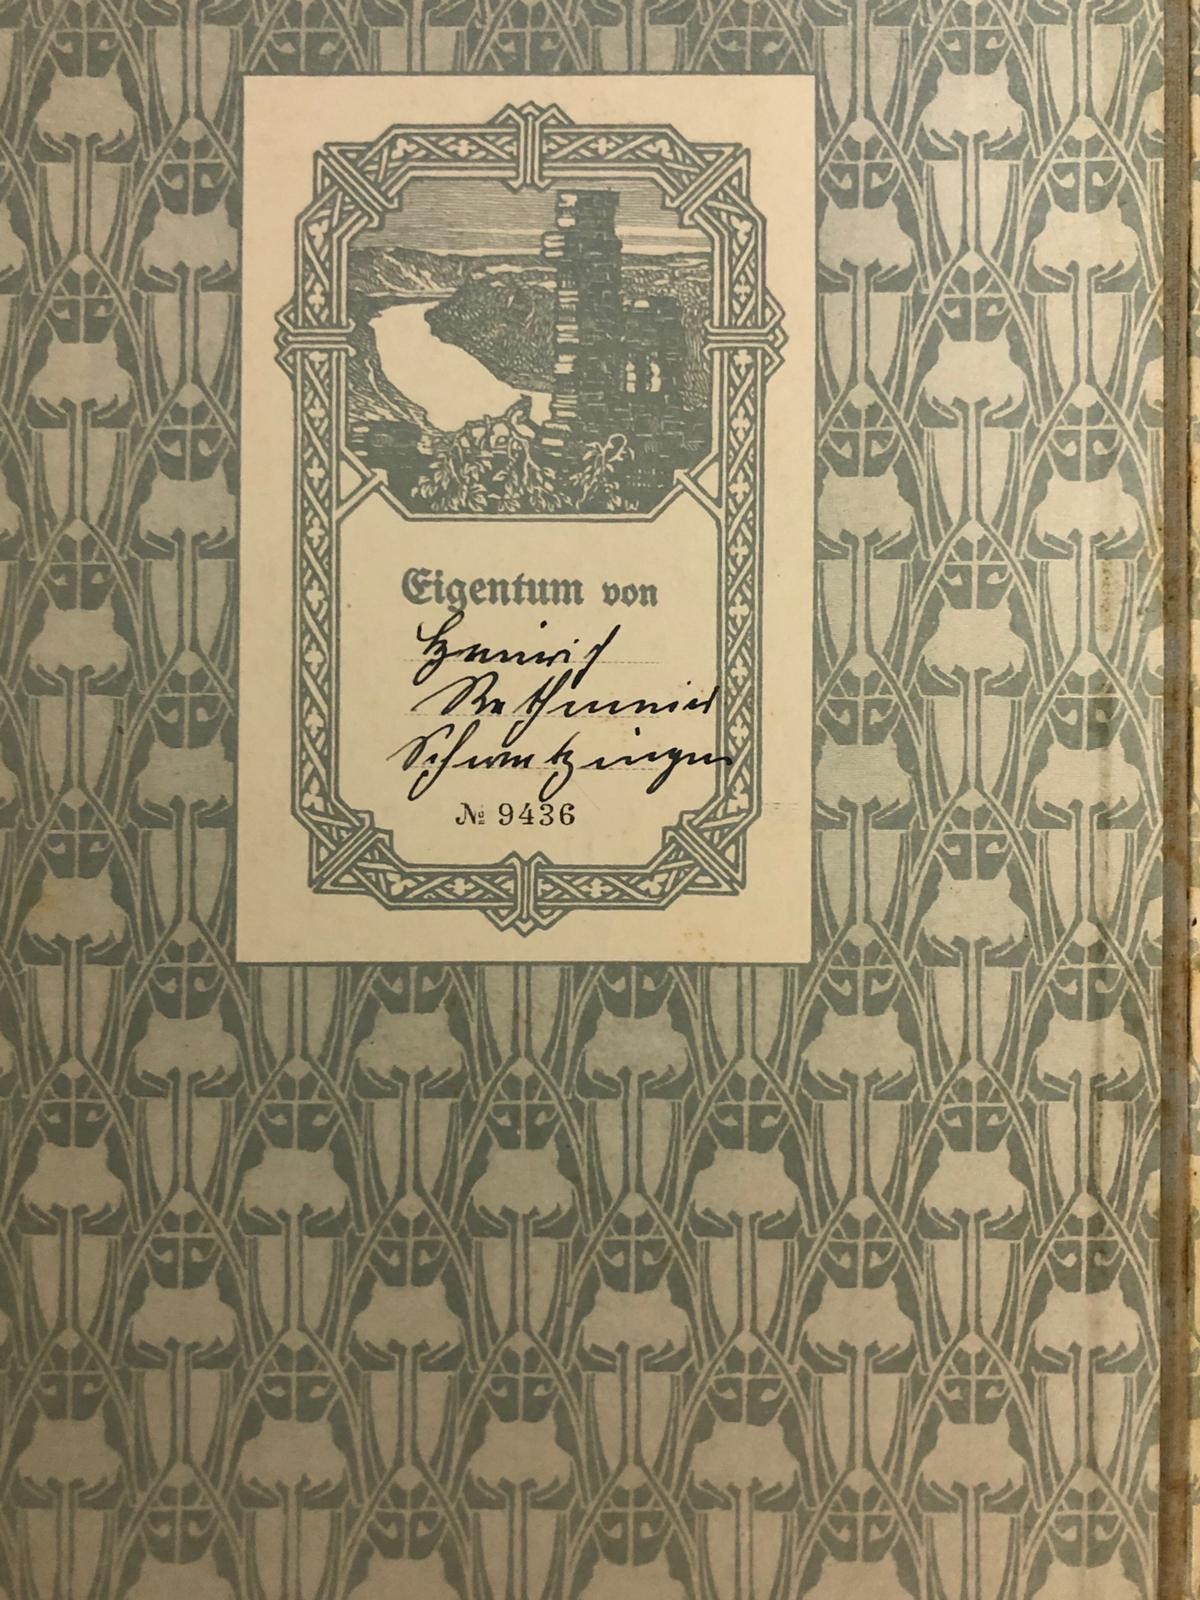 Eigentum von
Heinrich
Schwetzingen
№ 9436